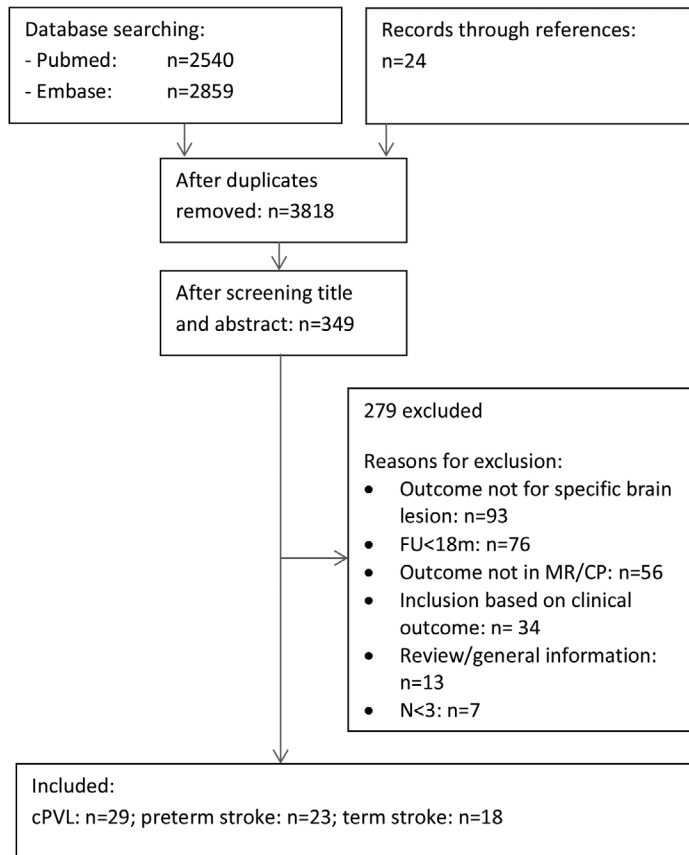 Database searching:
- Pubmed: n=2540
- Embase: n=2859
Records through references:
n=24
After duplicates
removed: n=3818
After screening title
and abstract: n=349
279 excluded
Reasons for exclusion:
• Outcome not for specific brain
lesion: n=93
• FU<18m: n=76
• Outcome not in MR/CP: n=56
• Inclusion based on clinical
outcome: n= 34
• Review/general information:
n=13
• N<3: n=7
Included:
cPVL: n=29; preterm stroke: n=23; term stroke: n=18